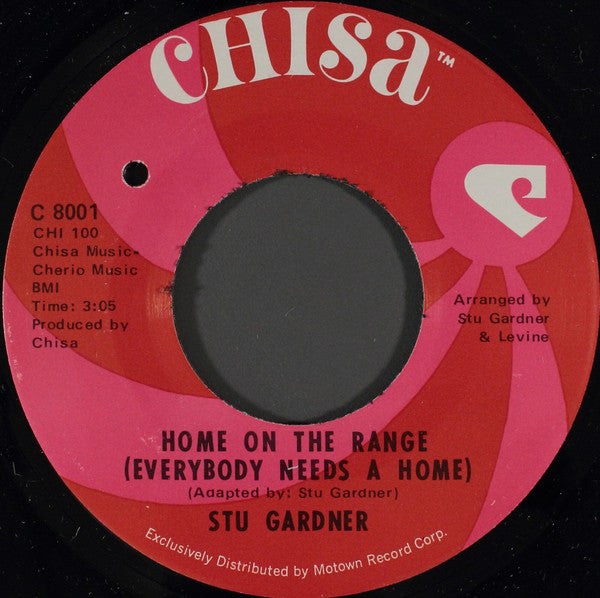 CHISA™
C 8001
CHI 100
Chisa Music-
Cherio Music
BMI
Time: 3:05
Produced by
Chisa
Arranged by
Stu Gardner
& Levine
HOME ON THE RANGE
(EVERYBODY NEEDS A HOME)
(Adapted by: Stu Gardner)
STU GARDNER
Exclusively Distributed by Motown Record Corp.